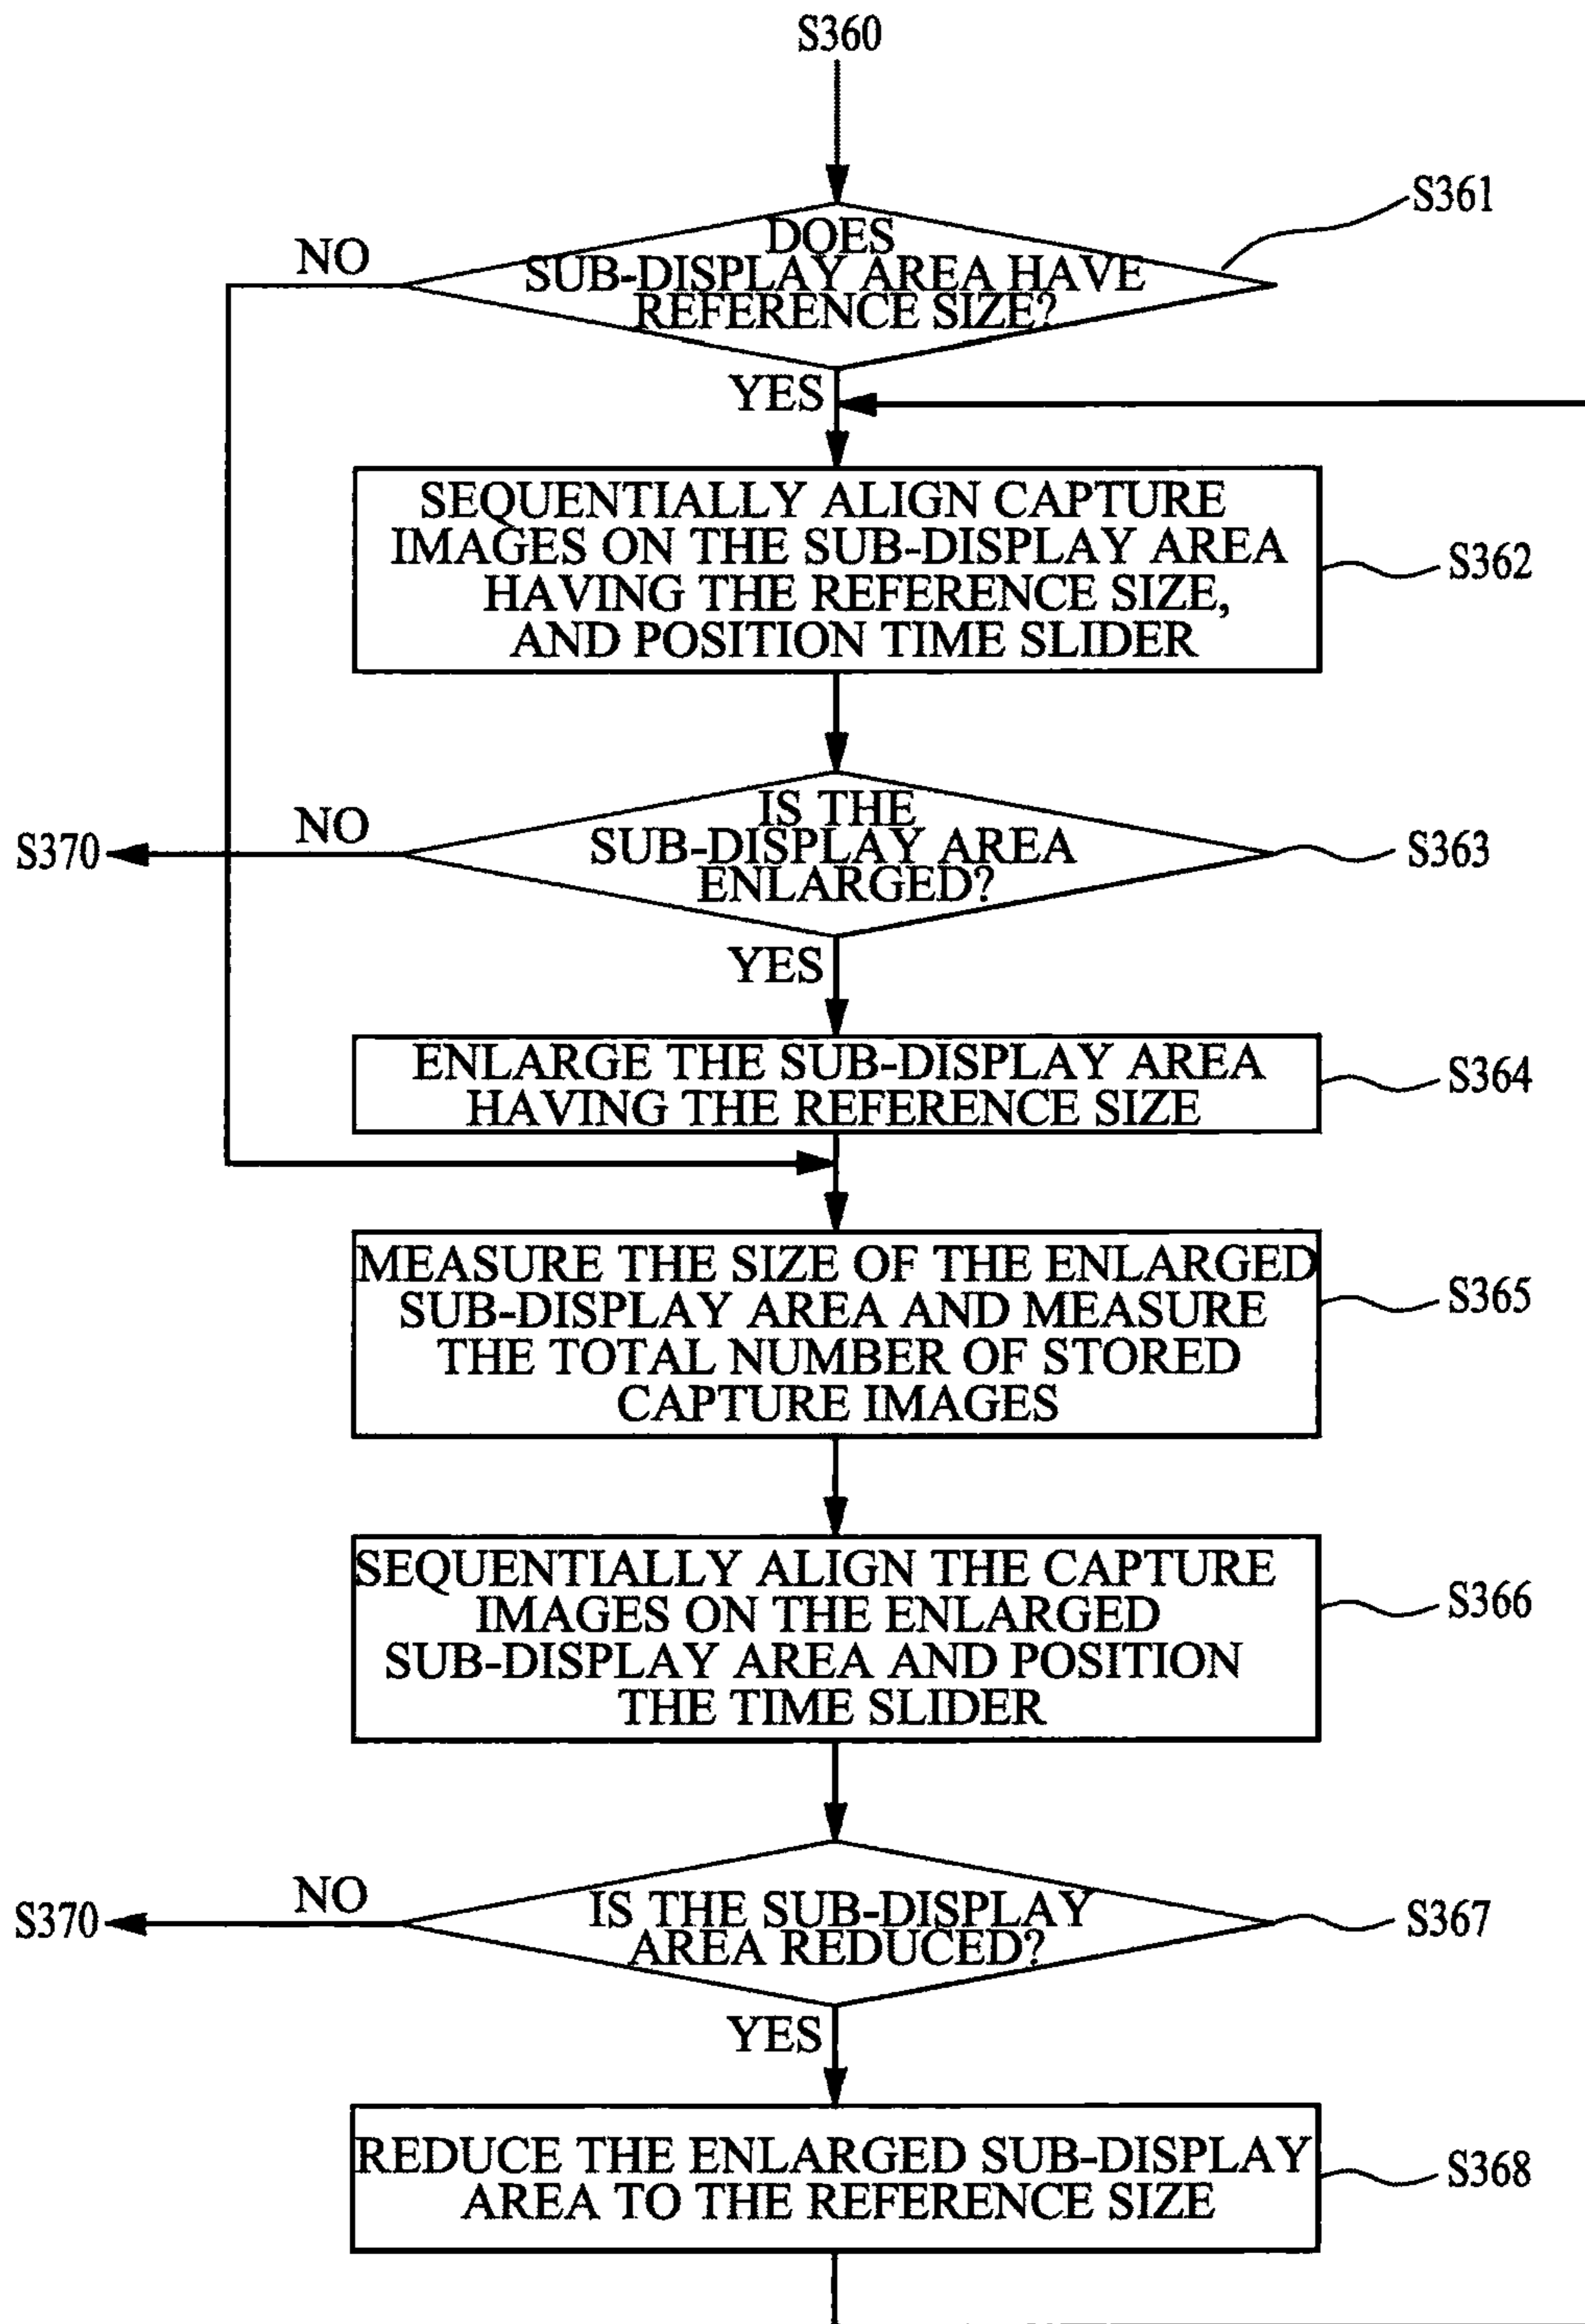 S360
S361
NO
DOES
SUB-DISPLAY AREA HAVE
REFERENCE SIZE?
YES
SEQUENTIALLY ALIGN CAPTURE
IMAGES ON THE SUB-DISPLAY AREA
HAVING THE REFERENCE SIZE,
AND POSITION TIME SLIDER
S362
S370
NO
IS THE
SUB-DISPLAY AREA
ENLARGED?
S363
YES
ENLARGE THE SUB-DISPLAY AREA
HAVING THE REFERENCE SIZE
S364
MEASURE THE SIZE OF THE ENLARGED
SUB-DISPLAY AREA AND MEASURE
THE TOTAL NUMBER OF STORED
CAPTURE IMAGES
S365
SEQUENTIALLY ALIGN THE CAPTURE
IMAGES ON THE ENLARGED
SUB-DISPLAY AREA AND POSITION
THE TIME SLIDER
S366
S370
NO
IS THE SUB-DISPLAY
AREA REDUCED?
S367
YES
REDUCE THE ENLARGED SUB-DISPLAY
AREA TO THE REFERENCE SIZE
S368